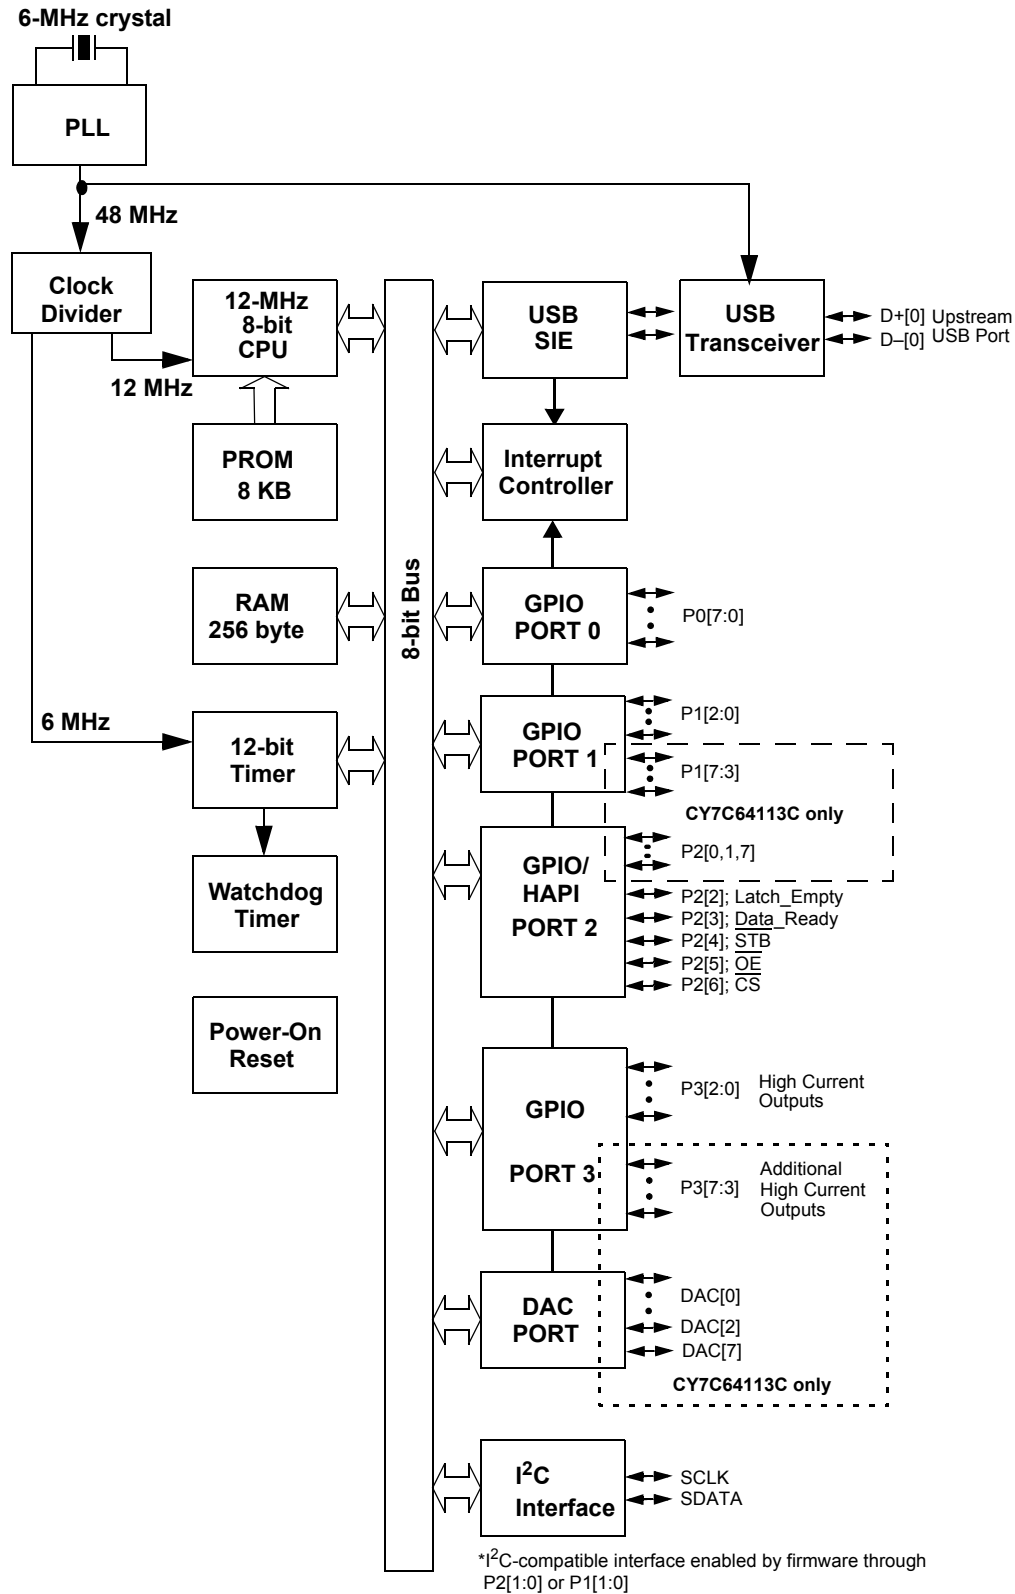 6-MHz crystal
PLL
48 MHz
Clock
Divider
12-MHz
8-bit
CPU
12 MHz
USB
SIE
USB
Transceiver
D+[0] Upstream
D–[0] USB Port
PROM
8 KB
Interrupt
Controller
8-bit Bus
RAM
256 byte
GPIO
PORT 0
P0[7:0]
6 MHz
12-bit
Timer
GPIO
PORT 1
P1[2:0]
P1[7:3]
CY7C64113C only
P2[0,1,7]
Watchdog
Timer
GPIO/
HAPI
PORT 2
P2[2]; Latch_Empty
P2[3]; Data_Ready
P2[4]; S̅T̅B̅
P2[5]; O̅E̅
P2[6]; C̅S̅
Power-On
Reset
GPIO
PORT 3
P3[2:0]
High Current
Outputs
P3[7:3]
Additional
High Current
Outputs
DAC
PORT
DAC[0]
DAC[2]
DAC[7]
CY7C64113C only
I²C
Interface
SCLK
SDATA
*I²C-compatible interface enabled by firmware through
P2[1:0] or P1[1:0]